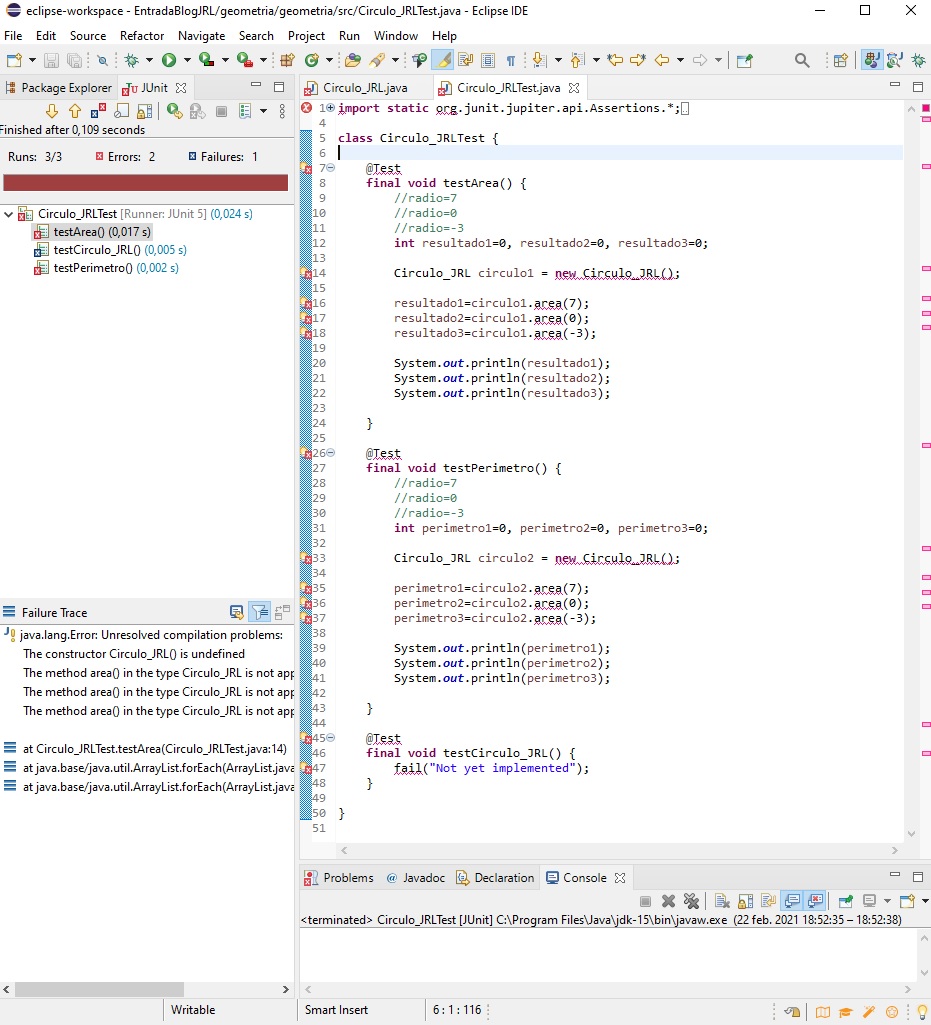 eclipse-workspace - EntradaBlogJRL/geometria/geometria/src/Circulo_JRLTest.java - Eclipse IDE
File Edit Source Refactor Navigate Search Project Run Window Help
Package Explorer JUnit
Finished after 0,109 seconds
Runs: 3/3 Errors: 2 Failures: 1
Circulo_JRLTest [Runner: JUnit 5] (0,024 s)
testArea() (0,017 s)
testCirculo_JRL() (0,005 s)
testPerimetro() (0,002 s)
Failure Trace
java.lang.Error: Unresolved compilation problems:
The constructor Circulo_JRL() is undefined
The method area() in the type Circulo_JRL is not app
The method area() in the type Circulo_JRL is not app
The method area() in the type Circulo_JRL is not app
at Circulo_JRLTest.testArea(Circulo_JRLTest.java:14)
at java.base/java.util.ArrayList.forEach(ArrayList.java
at java.base/java.util.ArrayList.forEach(ArrayList.java
Circulo_JRL.java Circulo_JRLTest.java
1 import static org.junit.jupiter.api.Assertions.*;
4
5 class Circulo_JRLTest {
6
7 @Test
8 final void testArea() {
9 //radio=7
10 //radio=0
11 //radio=-3
12 int resultado1=0, resultado2=0, resultado3=0;
13
14 Circulo_JRL circulo1 = new Circulo_JRL();
15
16 resultado1=circulo1.area(7);
17 resultado2=circulo1.area(0);
18 resultado3=circulo1.area(-3);
19
20 System.out.println(resultado1);
21 System.out.println(resultado2);
22 System.out.println(resultado3);
23
24 }
25
26 @Test
27 final void testPerimetro() {
28 //radio=7
29 //radio=0
30 //radio=-3
31 int perimetro1=0, perimetro2=0, perimetro3=0;
32
33 Circulo_JRL circulo2 = new Circulo_JRL();
34
35 perimetro1=circulo2.area(7);
36 perimetro2=circulo2.area(0);
37 perimetro3=circulo2.area(-3);
38
39 System.out.println(perimetro1);
40 System.out.println(perimetro2);
41 System.out.println(perimetro3);
42
43 }
44
45 @Test
46 final void testCirculo_JRL() {
47 fail("Not yet implemented");
48 }
49
50 }
51
Problems Javadoc Declaration Console
<terminated> Circulo_JRLTest [JUnit] C:\Program Files\Java\jdk-15\bin\javaw.exe (22 feb. 2021 18:52:35 – 18:52:38)
Writable Smart Insert 6 : 1 : 116